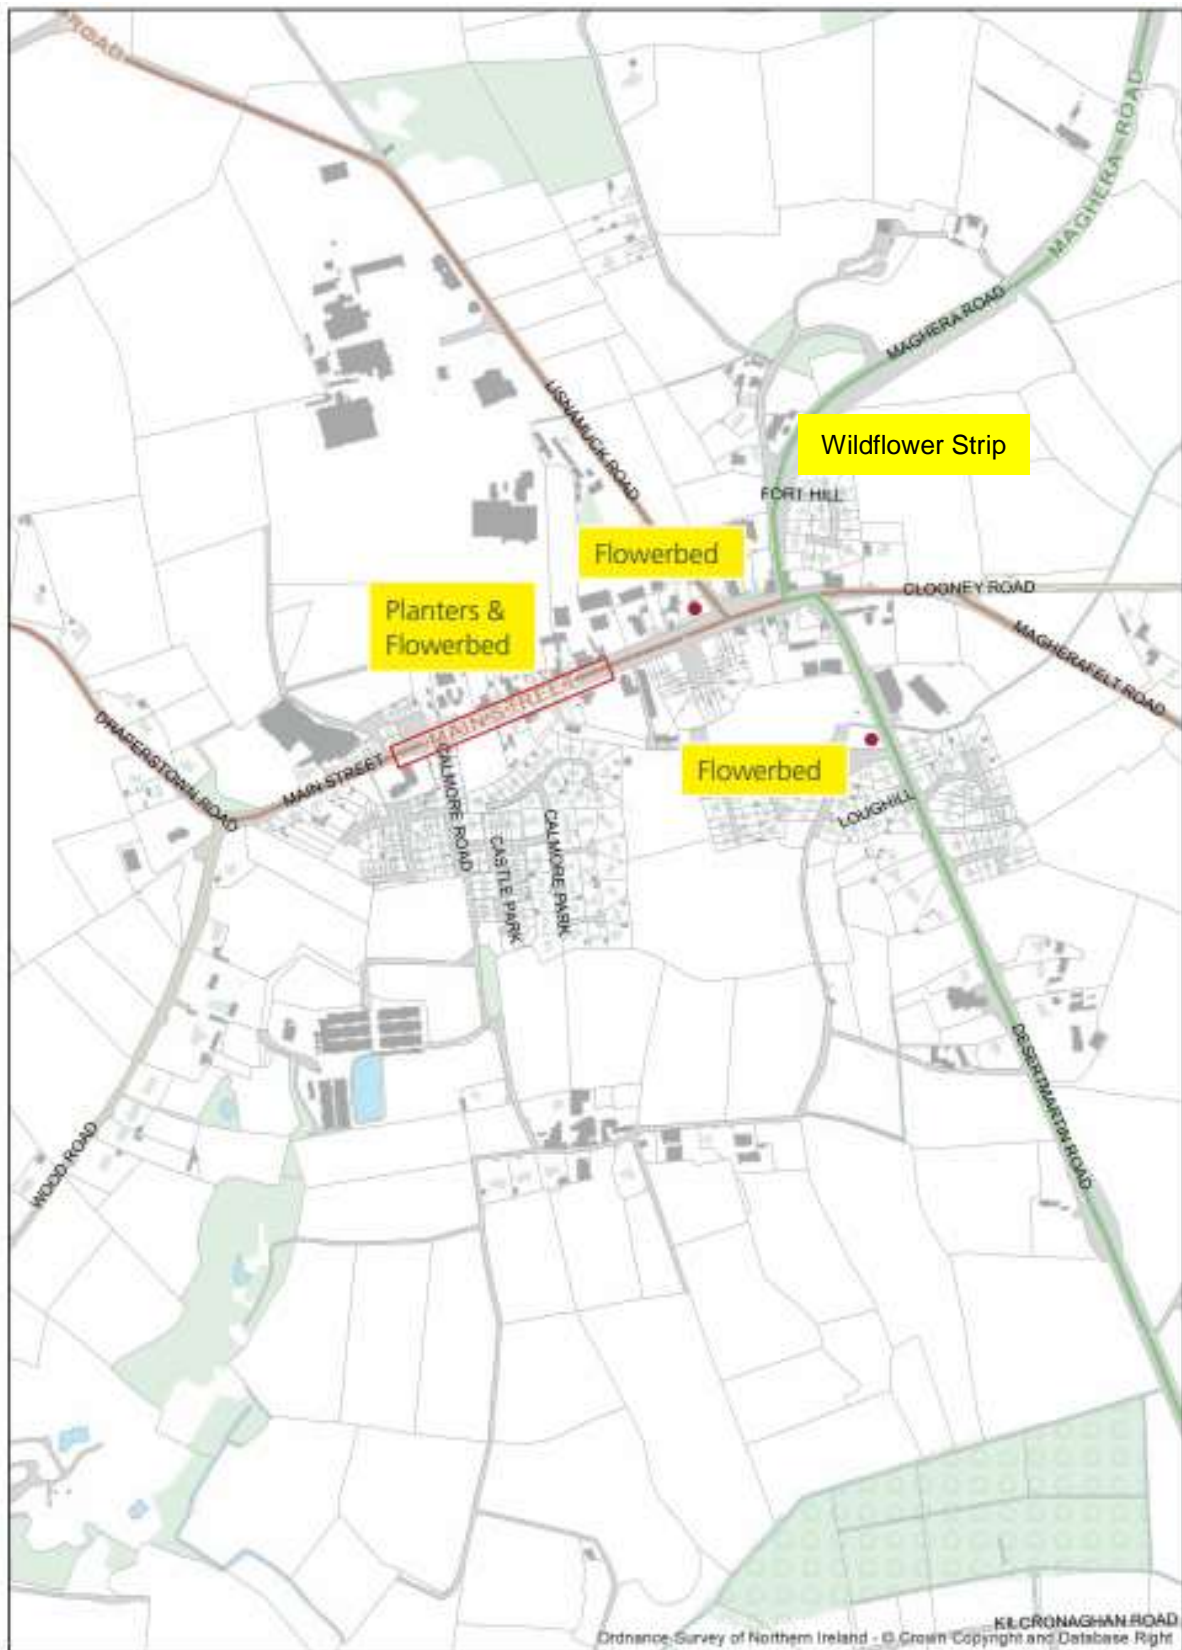 ROAD
MAGHERA ROAD
MAGHERA ROAD
LISNAMUCK ROAD
Wildflower Strip
FORT HILL
Flowerbed
CLOONEY ROAD
Planters &
Flowerbed
MAGHERAFELT ROAD
MAIN STREET
DRAPERSTOWN ROAD
MAIN STREET
Flowerbed
CALMORE ROAD
LOUGHILL
CALMORE PARK
CASTLE PARK
DESERTMARTIN ROAD
WOOD ROAD
KILCRONAGHAN ROAD
Ordnance Survey of Northern Ireland - © Crown Copyright and Database Right